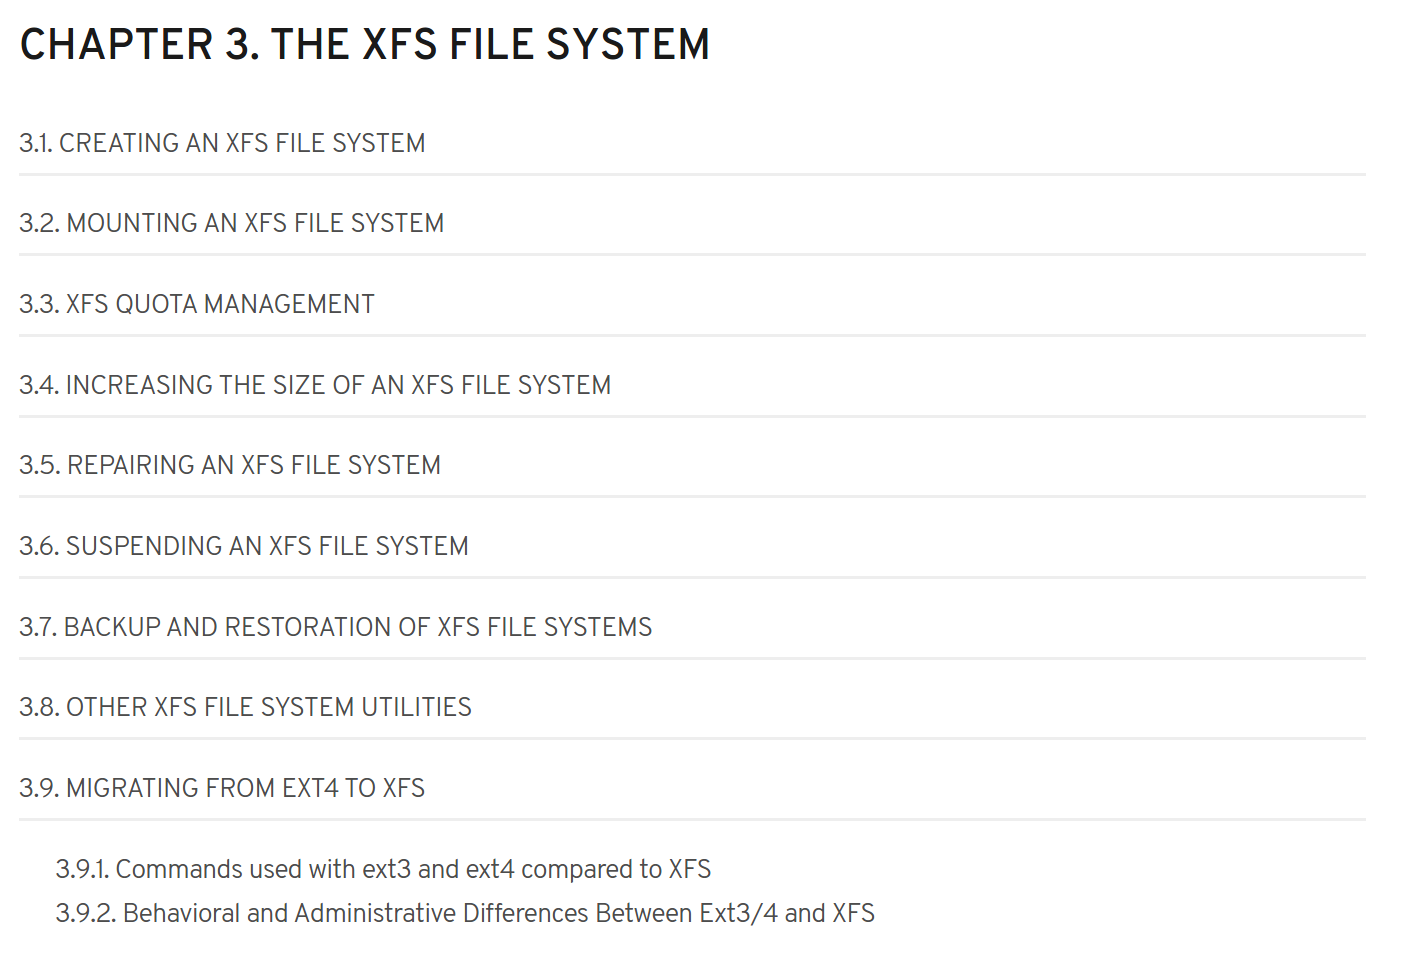 CHAPTER 3. THE XFS FILE SYSTEM
3.1. CREATING AN XFS FILE SYSTEM
3.2. MOUNTING AN XFS FILE SYSTEM
3.3. XFS QUOTA MANAGEMENT
3.4. INCREASING THE SIZE OF AN XFS FILE SYSTEM
3.5. REPAIRING AN XFS FILE SYSTEM
3.6. SUSPENDING AN XFS FILE SYSTEM
3.7. BACKUP AND RESTORATION OF XFS FILE SYSTEMS
3.8. OTHER XFS FILE SYSTEM UTILITIES
3.9. MIGRATING FROM EXT4 TO XFS
3.9.1. Commands used with ext3 and ext4 compared to XFS
3.9.2. Behavioral and Administrative Differences Between Ext3/4 and XFS